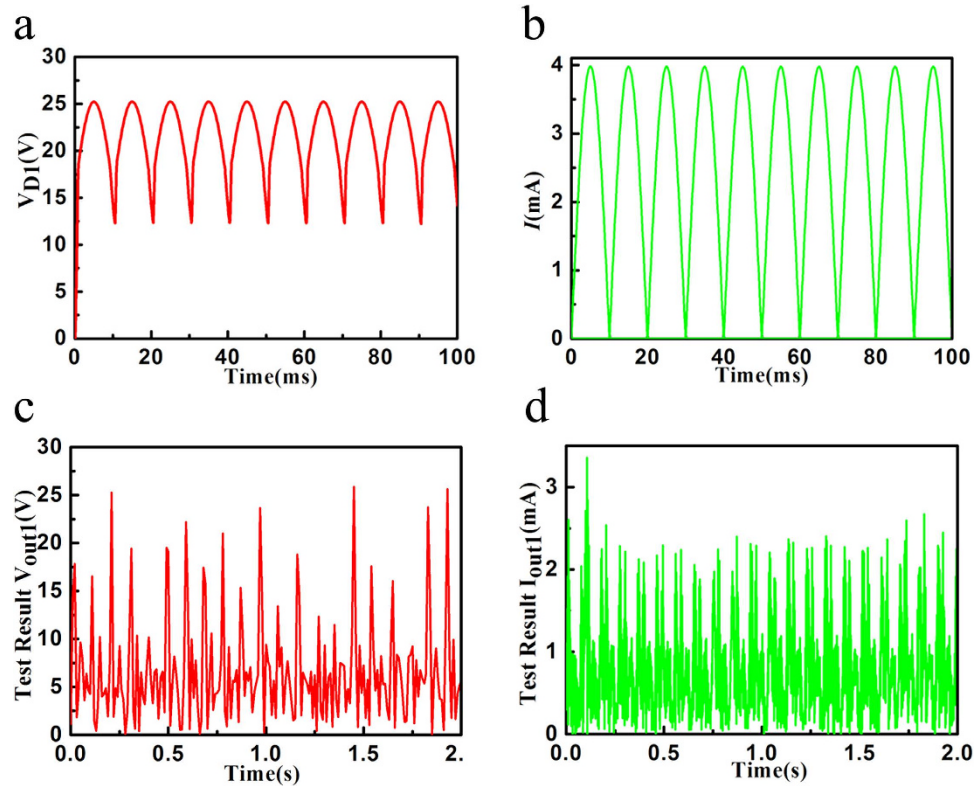 a
30
25
20
15
10
5
0
V_D1(V)
0 20 40 60 80 100
Time(ms)
b
4
3
2
1
0
I(mA)
0 20 40 60 80 100
Time(ms)
c
30
25
20
15
10
5
0
Test Result V_out1(V)
0.0 0.5 1.0 1.5 2.
Time(s)
d
3
2
1
0
Test Result I_out1(mA)
0.0 0.5 1.0 1.5 2.0
Time(s)